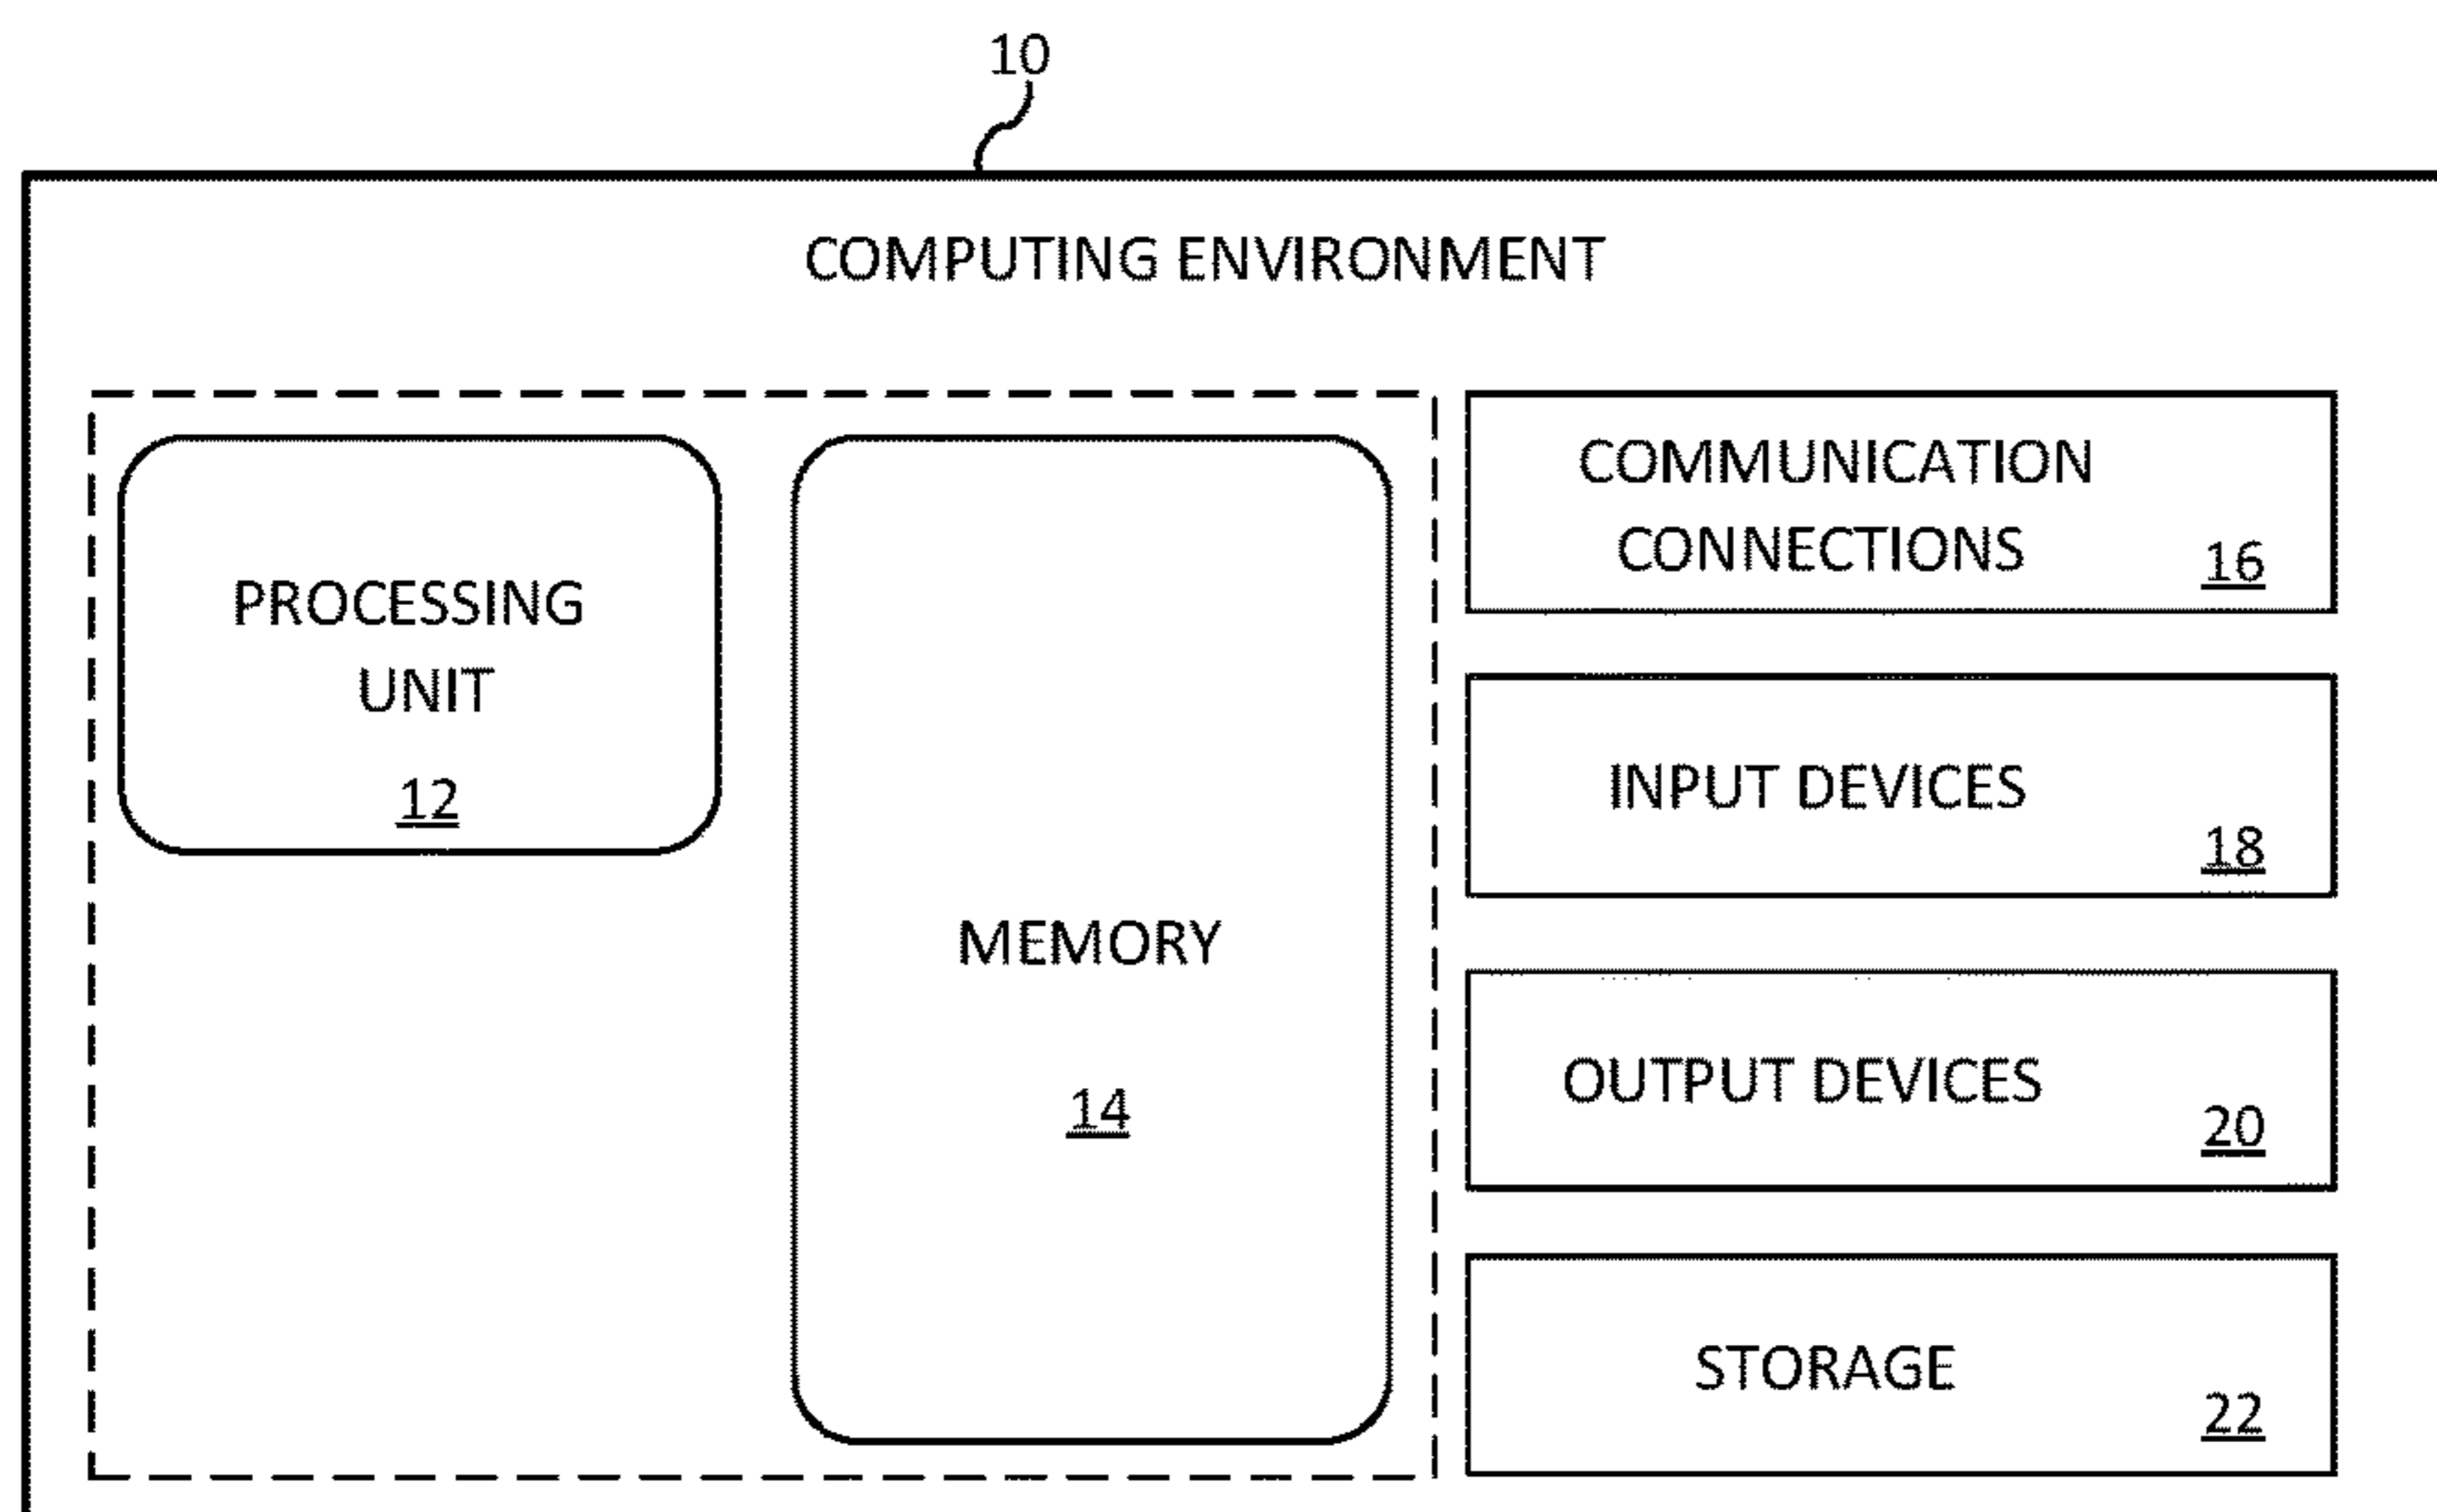 10
COMPUTING ENVIRONMENT
PROCESSING
UNIT
12
MEMORY
14
COMMUNICATION
CONNECTIONS
16
INPUT DEVICES
18
OUTPUT DEVICES
20
STORAGE
22